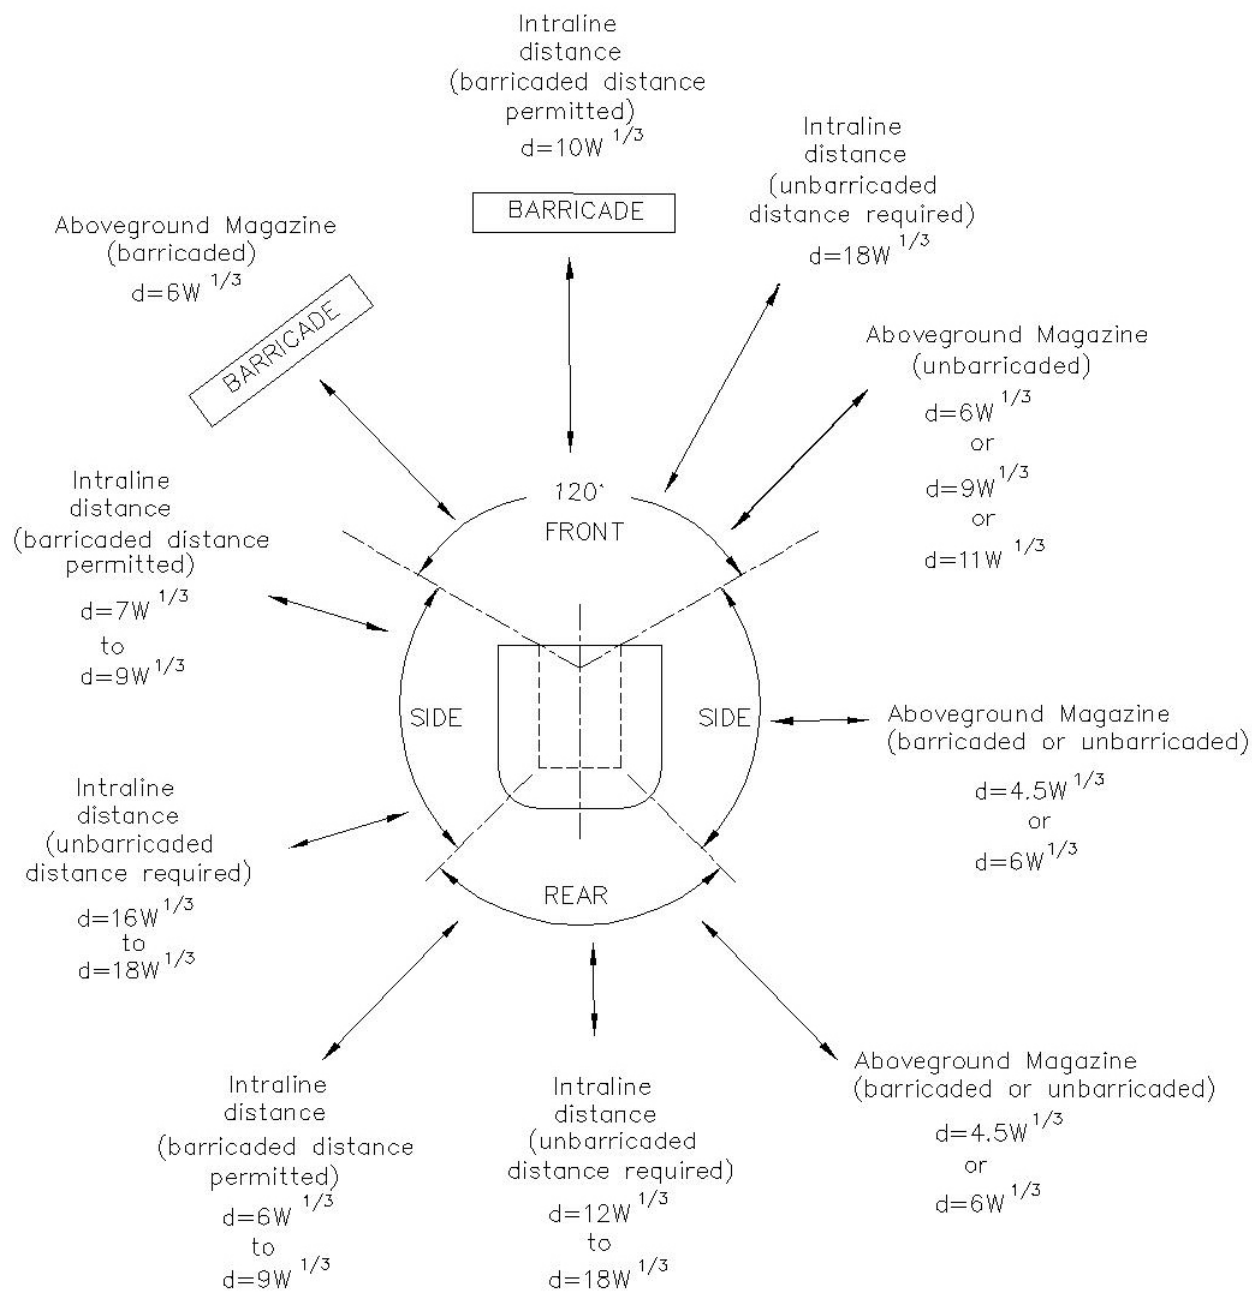 Intraline
distance
(barricaded distance
permitted)
d=10W 1/3
BARRICADE
Intraline
distance
(unbarricaded
distance required)
d=18W 1/3
Aboveground Magazine
(barricaded)
d=6W 1/3
BARRICADE
Aboveground Magazine
(unbarricaded)
d=6W 1/3
or
d=9W 1/3
or
d=11W 1/3
120°
FRONT
Intraline
distance
(barricaded distance
permitted)
d=7W 1/3
to
d=9W 1/3
SIDE
SIDE
Aboveground Magazine
(barricaded or unbarricaded)
d=4.5W 1/3
or
d=6W 1/3
Intraline
distance
(unbarricaded
distance required)
d=16W 1/3
to
d=18W 1/3
REAR
Intraline
distance
(barricaded distance
permitted)
d=6W 1/3
to
d=9W 1/3
Intraline
distance
(unbarricaded
distance required)
d=12W 1/3
to
d=18W 1/3
Aboveground Magazine
(barricaded or unbarricaded)
d=4.5W 1/3
or
d=6W 1/3